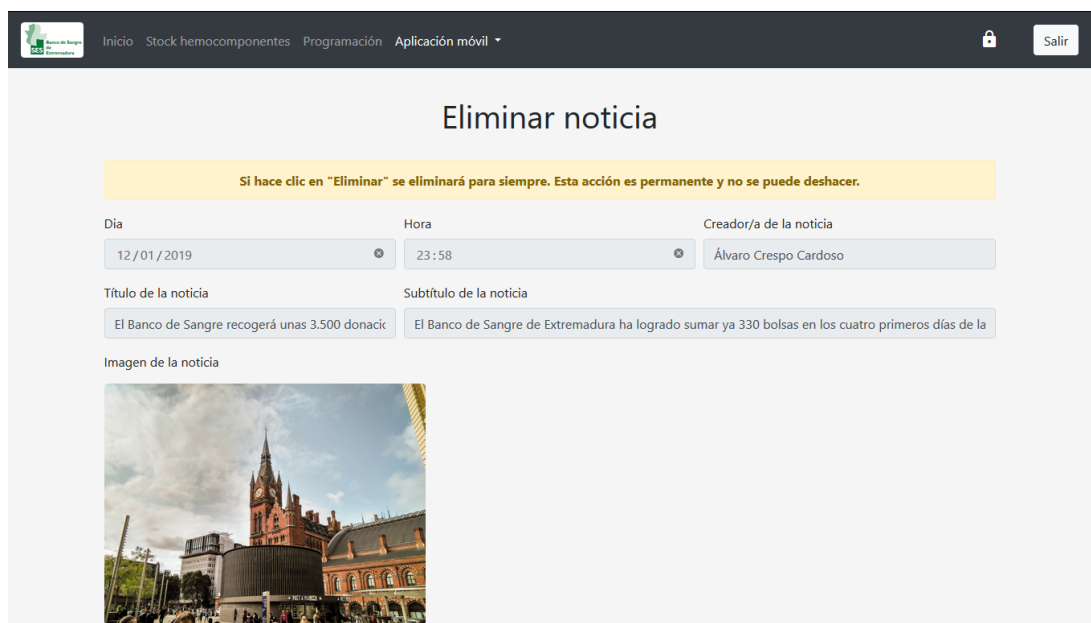 Banco de Sangre
de
SES Extremadura
Inicio Stock hemocomponentes Programación Aplicación móvil Salir
Eliminar noticia
Si hace clic en "Eliminar" se eliminará para siempre. Esta acción es permanente y no se puede deshacer.
Dia Hora Creador/a de la noticia
12/01/2019 23:58 Álvaro Crespo Cardoso
Título de la noticia Subtítulo de la noticia
El Banco de Sangre recogerá unas 3.500 donacic El Banco de Sangre de Extremadura ha logrado sumar ya 330 bolsas en los cuatro primeros días de la
Imagen de la noticia